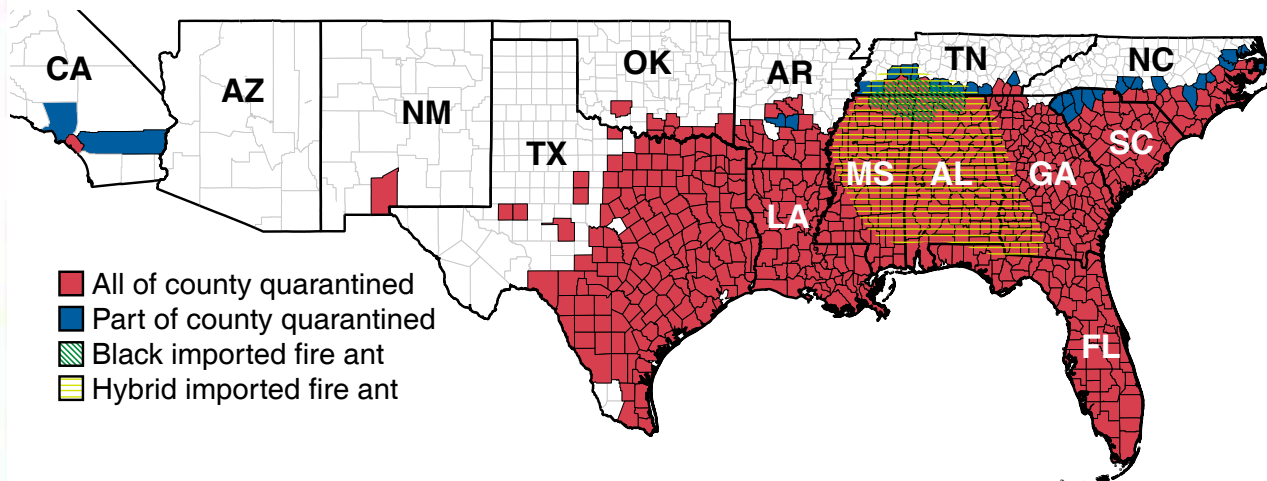 CA
AZ
NM
TX
OK
AR
TN
NC
LA
MS
AL
GA
SC
FL
All of county quarantined
Part of county quarantined
Black imported fire ant
Hybrid imported fire ant